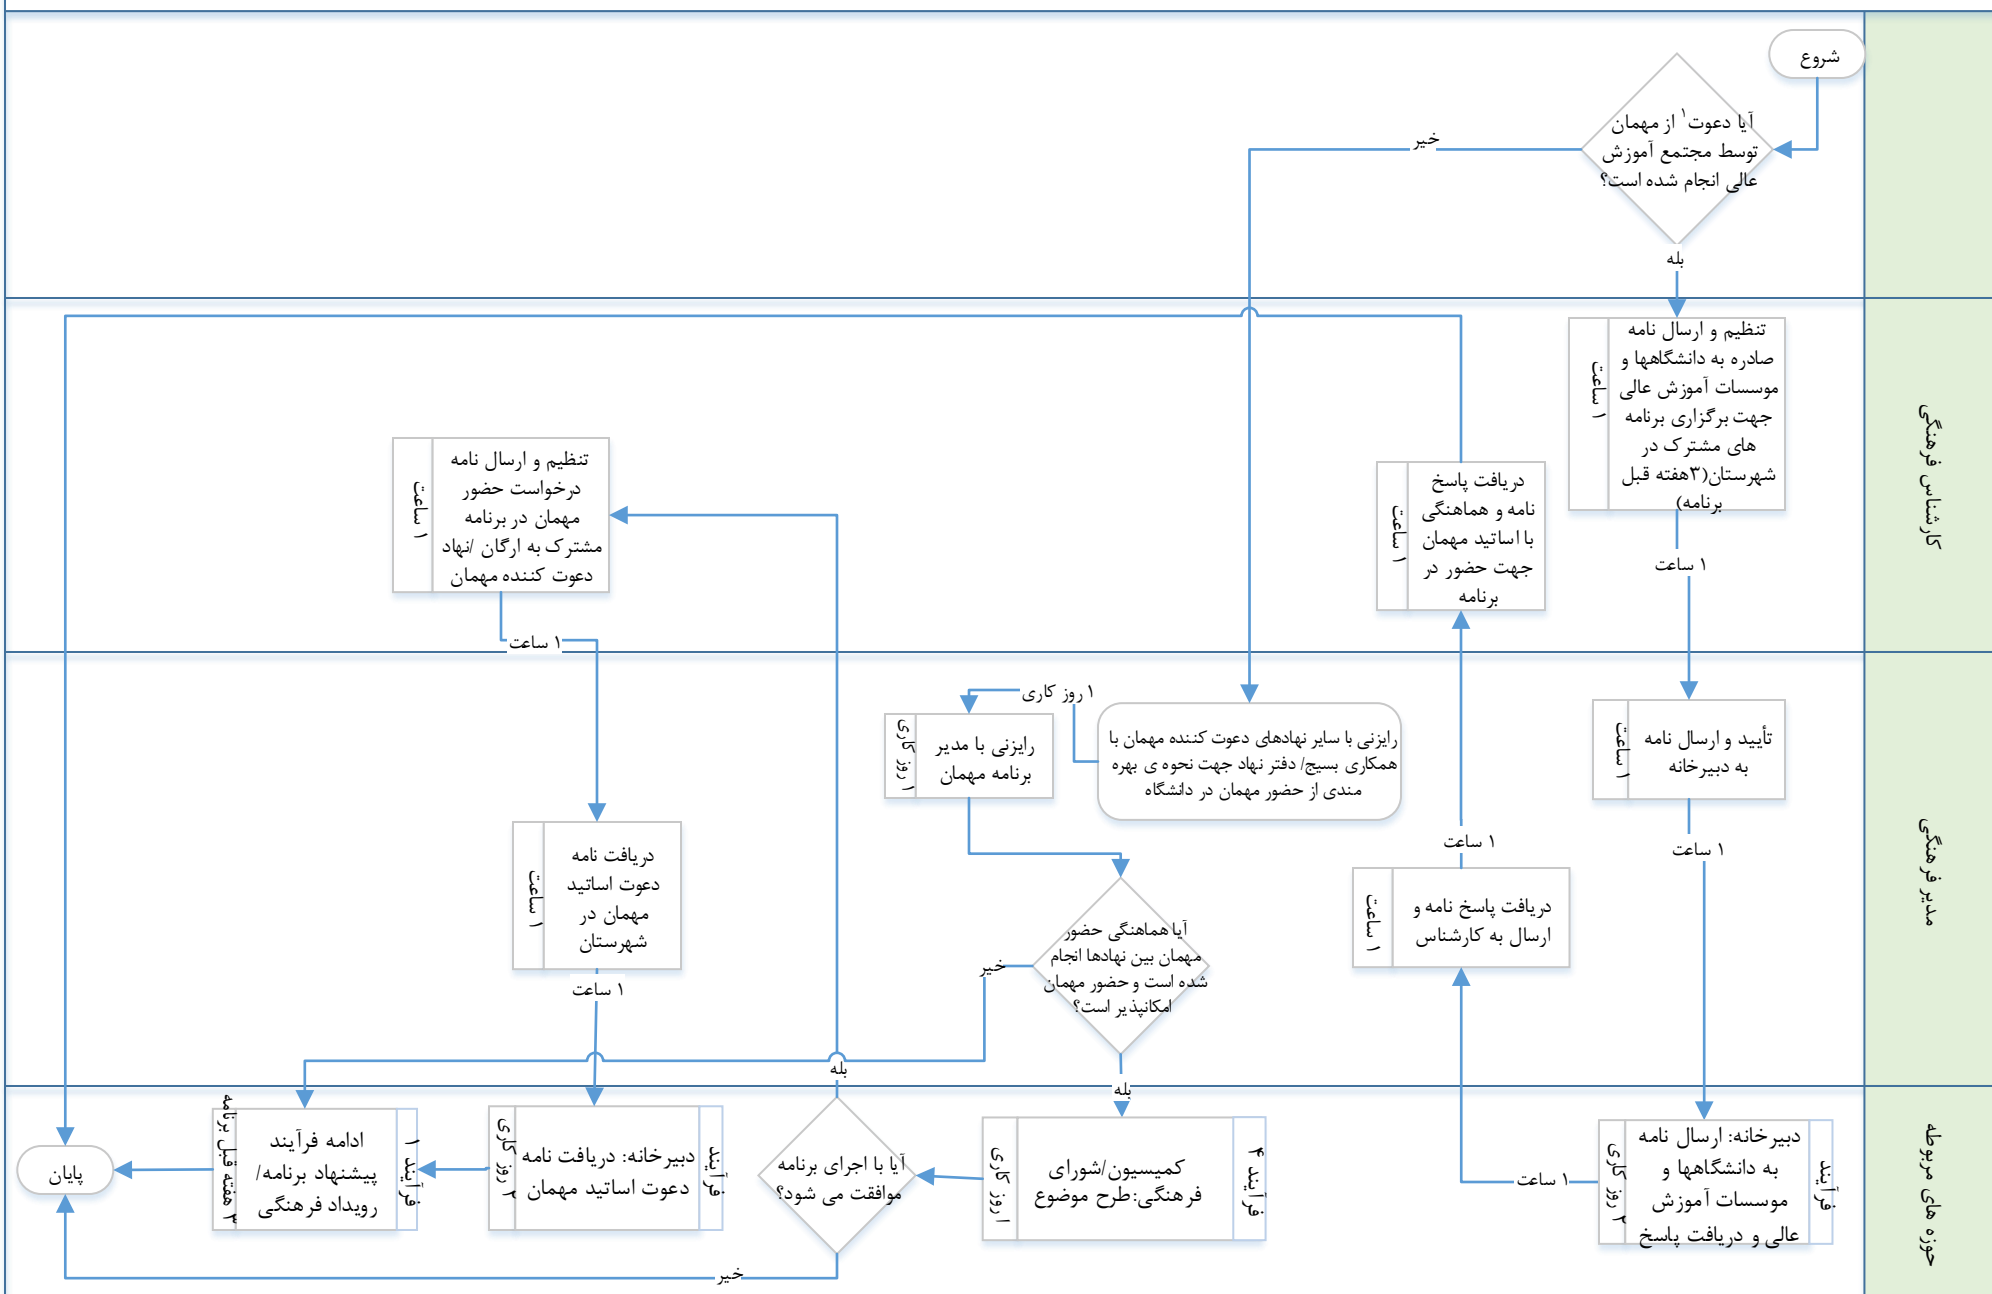 شروع
آیا دعوت۱ از مهمان
توسط مجتمع آموزش
عالی انجام شده است؟
خیر
بله
کارشناس فرهنگی
تنظیم و ارسال نامه
صادره به دانشگاهها و
موسسات آموزش عالی
جهت برگزاری برنامه
های مشترک در
شهرستان(۳هفته قبل
برنامه)
۱ ساعت
۱ ساعت
دریافت پاسخ
نامه و هماهنگی
با اساتید مهمان
جهت حضور در
برنامه
۱ ساعت
تنظیم و ارسال نامه
درخواست حضور
مهمان در برنامه
مشترک به ارگان /نهاد
دعوت کننده مهمان
۱ ساعت
۱ ساعت
مدیر فرهنگی
تأیید و ارسال نامه
به دبیرخانه
۱ ساعت
۱ ساعت
دریافت پاسخ نامه و
ارسال به کارشناس
۱ ساعت
۱ ساعت
رایزنی با سایر نهادهای دعوت کننده مهمان با
همکاری بسیج/ دفتر نهاد جهت نحوه ی بهره
مندی از حضور مهمان در دانشگاه
۱ روز کاری
رایزنی با مدیر
برنامه مهمان
۱ روز کاری
آیا هماهنگی حضور
مهمان بین نهادها انجام
شده است و حضور مهمان
امکانپذیر است؟
خیر
بله
دریافت نامه
دعوت اساتید
مهمان در
شهرستان
۱ ساعت
۱ ساعت
حوزه های مربوطه
فرآیند
دبیرخانه: ارسال نامه
به دانشگاهها و
موسسات آموزش
عالی و دریافت پاسخ
۲ روز کاری
۱ ساعت
فرآیند ۴
کمیسیون/شورای
فرهنگی:طرح موضوع
۱روز کاری
آیا با اجرای برنامه
موافقت می شود؟
بله
خیر
فرآیند
دبیرخانه: دریافت نامه
دعوت اساتید مهمان
۲ روز کاری
فرآیند ۱
ادامه فرآیند
پیشنهاد برنامه/
رویداد فرهنگی
۳ هفته قبل برنامه
پایان